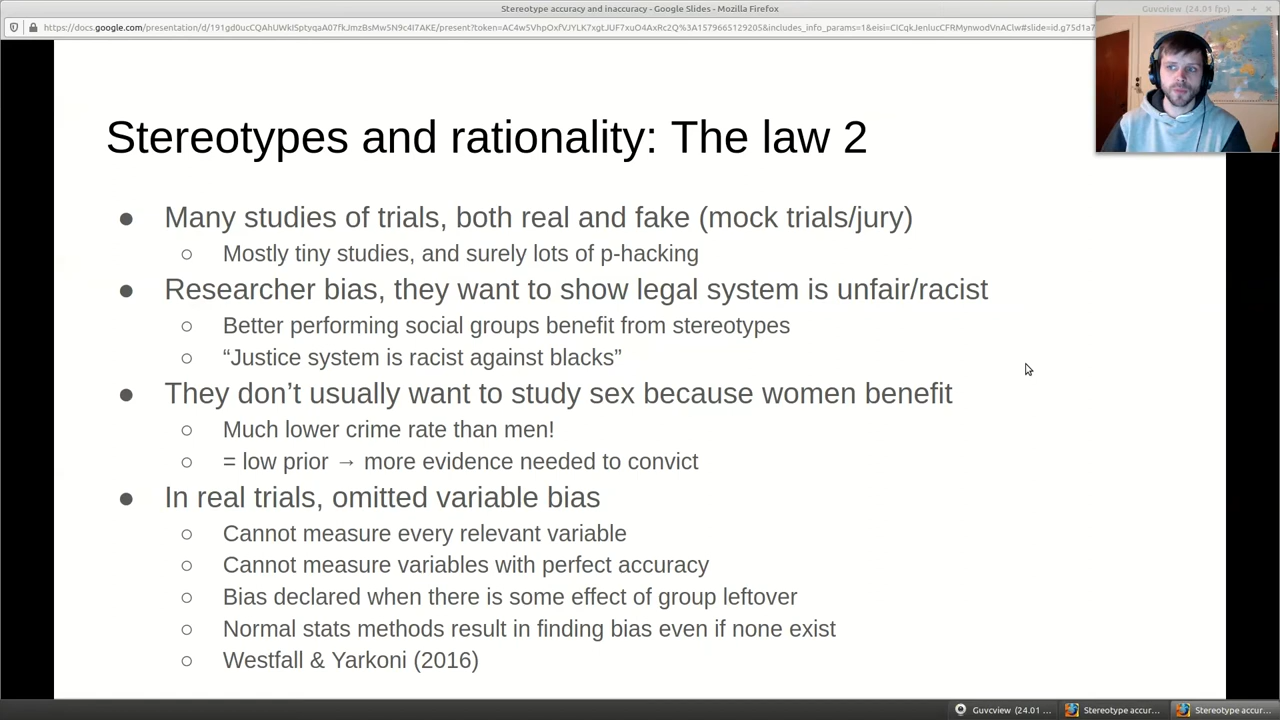 Stereotype accuracy and inaccuracy - Google Slides - Mozilla Firefox
Guvcview (24.01 fps)
Stereotypes and rationality: The law 2
● Many studies of trials, both real and fake (mock trials/jury)
○ Mostly tiny studies, and surely lots of p-hacking
● Researcher bias, they want to show legal system is unfair/racist
○ Better performing social groups benefit from stereotypes
○ “Justice system is racist against blacks”
● They don’t usually want to study sex because women benefit
○ Much lower crime rate than men!
○ = low prior → more evidence needed to convict
● In real trials, omitted variable bias
○ Cannot measure every relevant variable
○ Cannot measure variables with perfect accuracy
○ Bias declared when there is some effect of group leftover
○ Normal stats methods result in finding bias even if none exist
○ Westfall & Yarkoni (2016)
Guvcview (24.01 ... Stereotype accur... Stereotype accur...